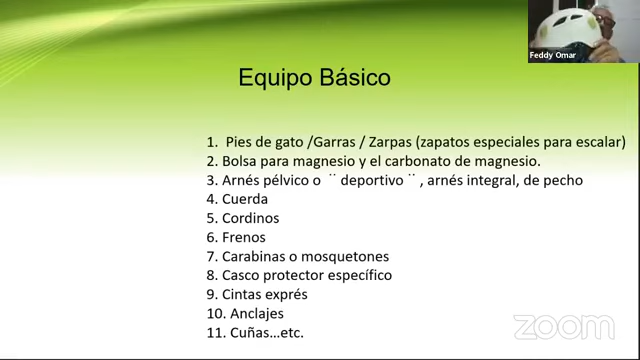 Feddy Omar
Equipo Básico
1. Pies de gato /Garras / Zarpas (zapatos especiales para escalar)
2. Bolsa para magnesio y el carbonato de magnesio.
3. Arnés pélvico o ¨ deportivo ¨ , arnés integral, de pecho
4. Cuerda
5. Cordinos
6. Frenos
7. Carabinas o mosquetones
8. Casco protector específico
9. Cintas exprés
10. Anclajes
11. Cuñas…etc.
zoom